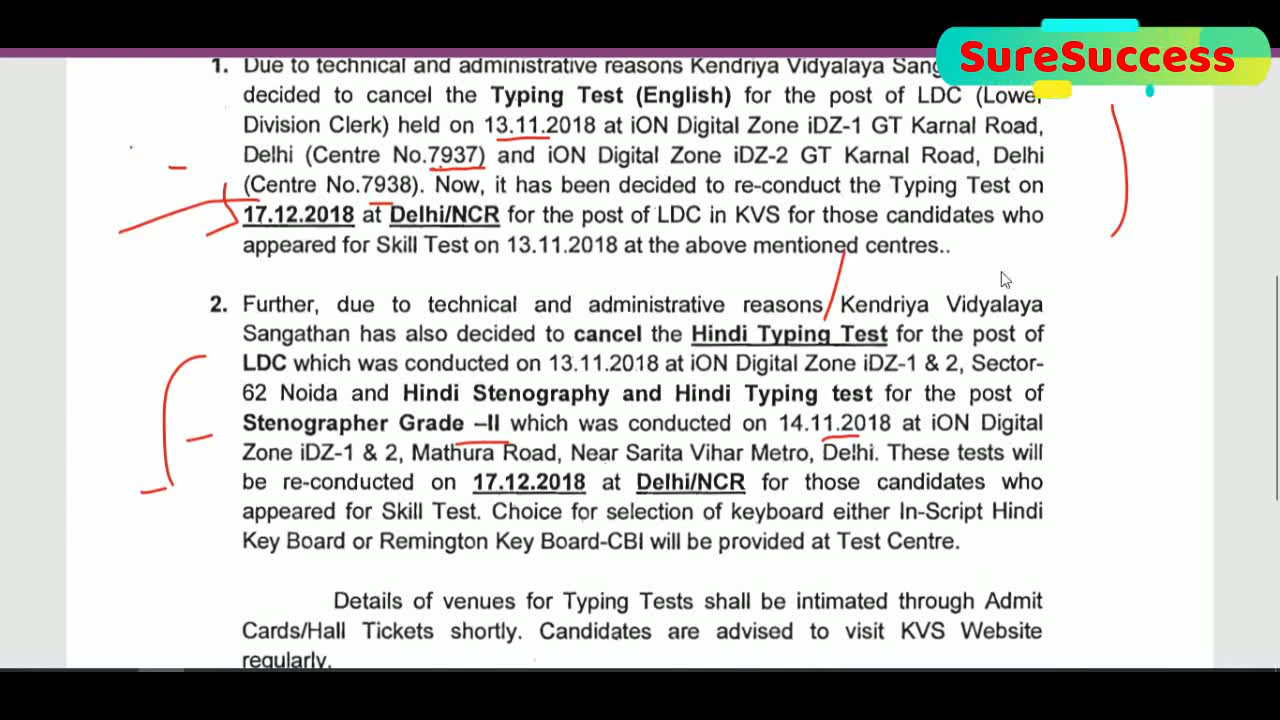 SureSuccess
1. Due to technical and administrative reasons Kendriya Vidyalaya
decided to cancel the Typing Test (English) for the post of LDC (Lower
Division Clerk) held on 13.11.2018 at iON Digital Zone iDZ-1 GT Karnal Road,
Delhi (Centre No.7937) and iON Digital Zone iDZ-2 GT Karnal Road, Delhi
(Centre No.7938). Now, it has been decided to re-conduct the Typing Test on
17.12.2018 at Delhi/NCR for the post of LDC in KVS for those candidates who
appeared for Skill Test on 13.11.2018 at the above mentioned centres..
2. Further, due to technical and administrative reasons Kendriya Vidyalaya
Sangathan has also decided to cancel the Hindi Typing Test for the post of
LDC which was conducted on 13.11.2018 at iON Digital Zone iDZ-1 & 2, Sector-
62 Noida and Hindi Stenography and Hindi Typing test for the post of
Stenographer Grade –II which was conducted on 14.11.2018 at iON Digital
Zone iDZ-1 & 2, Mathura Road, Near Sarita Vihar Metro, Delhi. These tests will
be re-conducted on 17.12.2018 at Delhi/NCR for those candidates who
appeared for Skill Test. Choice for selection of keyboard either In-Script Hindi
Key Board or Remington Key Board-CBI will be provided at Test Centre.
Details of venues for Typing Tests shall be intimated through Admit
Cards/Hall Tickets shortly. Candidates are advised to visit KVS Website
regularly.